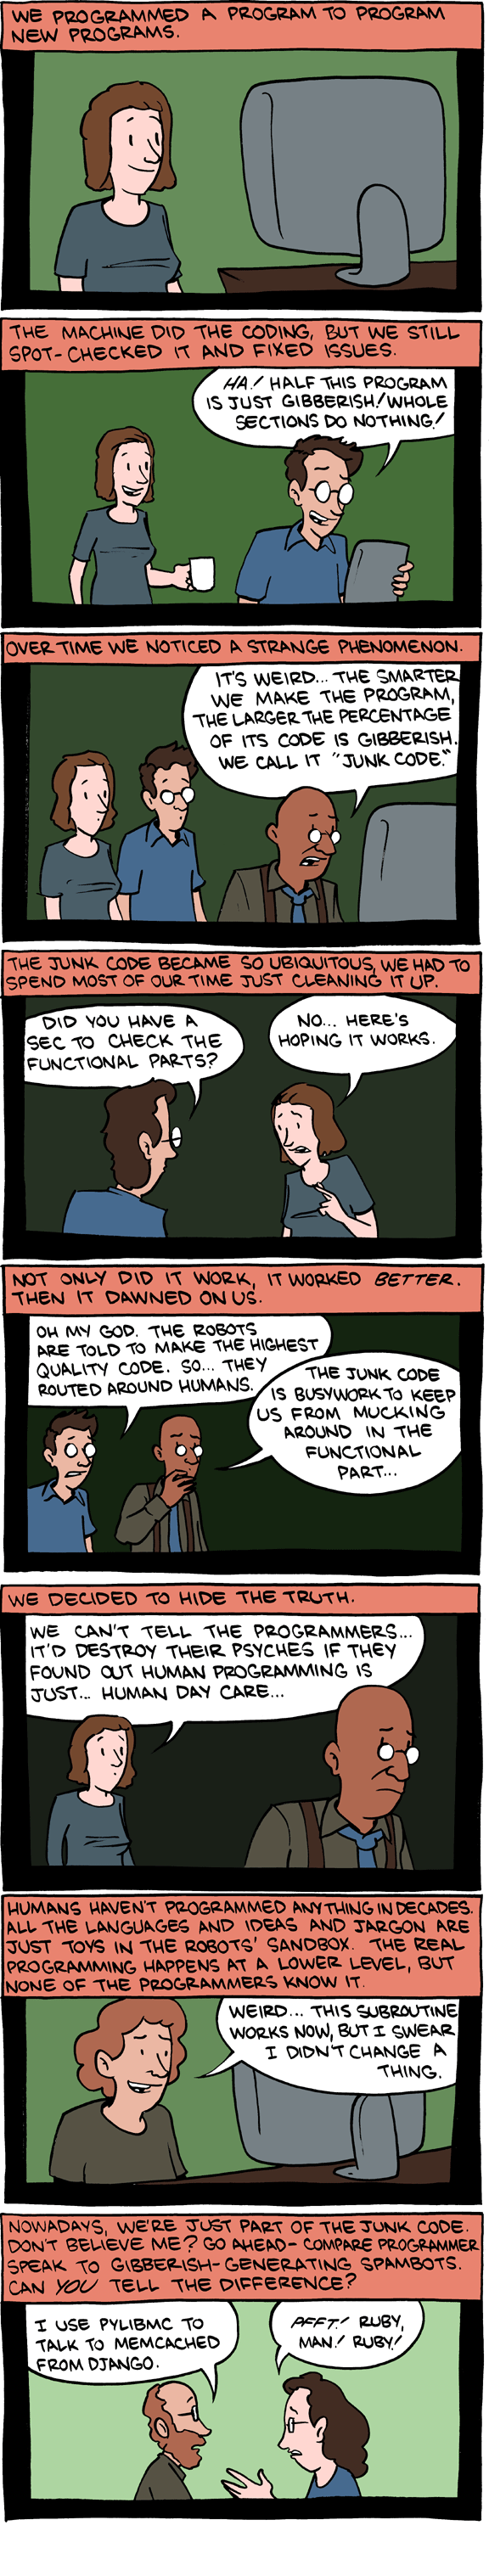 WE PROGRAMMED A PROGRAM TO PROGRAM
NEW PROGRAMS.
THE MACHINE DID THE CODING, BUT WE STILL
SPOT-CHECKED IT AND FIXED ISSUES.
HA! HALF THIS PROGRAM
IS JUST GIBBERISH! WHOLE
SECTIONS DO NOTHING!
OVER TIME WE NOTICED A STRANGE PHENOMENON.
IT'S WEIRD... THE SMARTER
WE MAKE THE PROGRAM,
THE LARGER THE PERCENTAGE
OF ITS CODE IS GIBBERISH.
WE CALL IT "JUNK CODE."
THE JUNK CODE BECAME SO UBIQUITOUS, WE HAD TO
SPEND MOST OF OUR TIME JUST CLEANING IT UP.
DID YOU HAVE A
SEC TO CHECK THE
FUNCTIONAL PARTS?
NO... HERE'S
HOPING IT WORKS.
NOT ONLY DID IT WORK, IT WORKED BETTER.
THEN IT DAWNED ON US.
OH MY GOD. THE ROBOTS
ARE TOLD TO MAKE THE HIGHEST
QUALITY CODE. SO... THEY
ROUTED AROUND HUMANS.
THE JUNK CODE
IS BUSYWORK TO KEEP
US FROM MUCKING
AROUND IN THE
FUNCTIONAL
PART...
WE DECIDED TO HIDE THE TRUTH.
WE CAN'T TELL THE PROGRAMMERS...
IT'D DESTROY THEIR PSYCHES IF THEY
FOUND OUT HUMAN PROGRAMMING IS
JUST... HUMAN DAY CARE...
HUMANS HAVEN'T PROGRAMMED ANYTHING IN DECADES.
ALL THE LANGUAGES AND IDEAS AND JARGON ARE
JUST TOYS IN THE ROBOTS' SANDBOX. THE REAL
PROGRAMMING HAPPENS AT A LOWER LEVEL, BUT
NONE OF THE PROGRAMMERS KNOW IT.
WEIRD... THIS SUBROUTINE
WORKS NOW, BUT I SWEAR
I DIDN'T CHANGE A
THING.
NOWADAYS, WE'RE JUST PART OF THE JUNK CODE.
DON'T BELIEVE ME? GO AHEAD- COMPARE PROGRAMMER
SPEAK TO GIBBERISH-GENERATING SPAMBOTS.
CAN YOU TELL THE DIFFERENCE?
I USE PYLIBMC TO
TALK TO MEMCACHED
FROM DJANGO.
PFFT! RUBY,
MAN! RUBY!